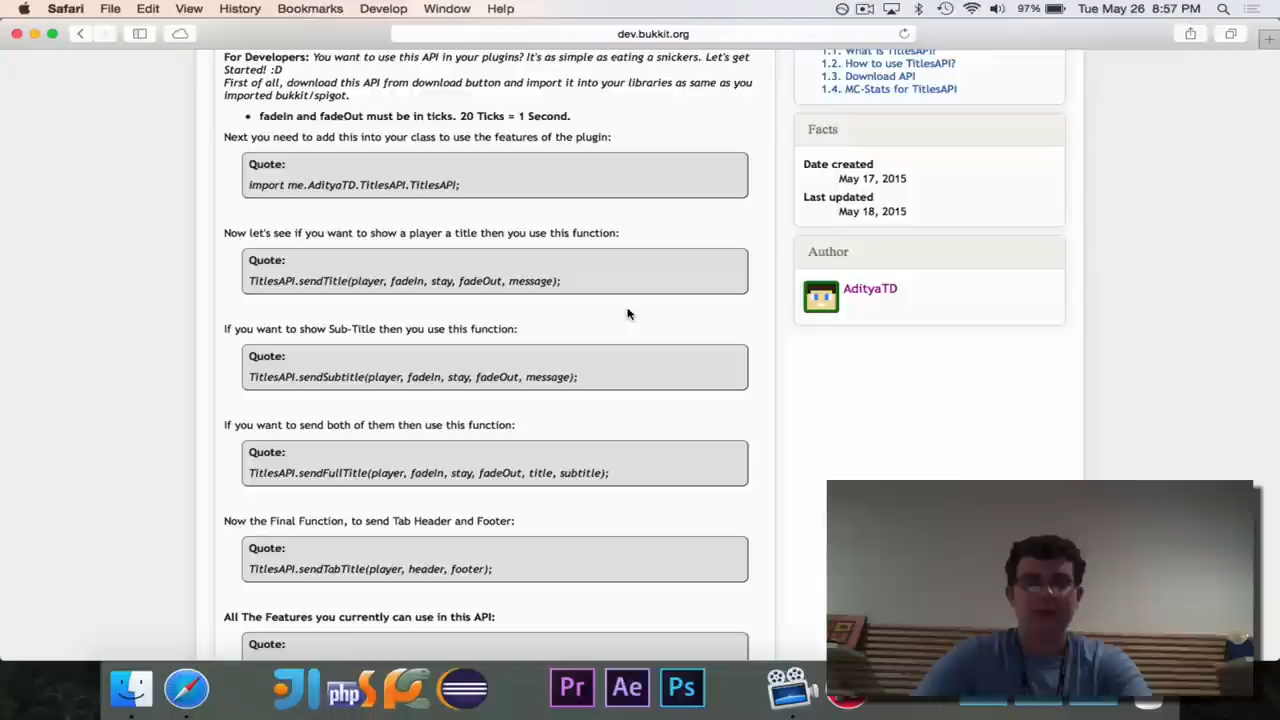 Safari File Edit View History Bookmarks Develop Window Help 97% Tue May 26 8:57 PM
dev.bukkit.org
For Developers: You want to use this API in your plugins? It's as simple as eating a snickers. Let's get
Started! :D
First of all, download this API from download button and import it into your libraries as same as you
imported bukkit/spigot.
• fadeIn and fadeOut must be in ticks. 20 Ticks = 1 Second.
Next you need to add this into your class to use the features of the plugin:
Quote:
import me.AdityaTD.TitlesAPI.TitlesAPI;
Now let's see if you want to show a player a title then you use this function:
Quote:
TitlesAPI.sendTitle(player, fadeIn, stay, fadeOut, message);
If you want to show Sub-Title then you use this function:
Quote:
TitlesAPI.sendSubtitle(player, fadeIn, stay, fadeOut, message);
If you want to send both of them then use this function:
Quote:
TitlesAPI.sendFullTitle(player, fadeIn, stay, fadeOut, title, subtitle);
Now the Final Function, to send Tab Header and Footer:
Quote:
TitlesAPI.sendTabTitle(player, header, footer);
All The Features you currently can use in this API:
Quote:
1.1. What is TitlesAPI?
1.2. How to use TitlesAPI?
1.3. Download API
1.4. MC-Stats for TitlesAPI
Facts
Date created
May 17, 2015
Last updated
May 18, 2015
Author
AdityaTD
php Pr Ae Ps